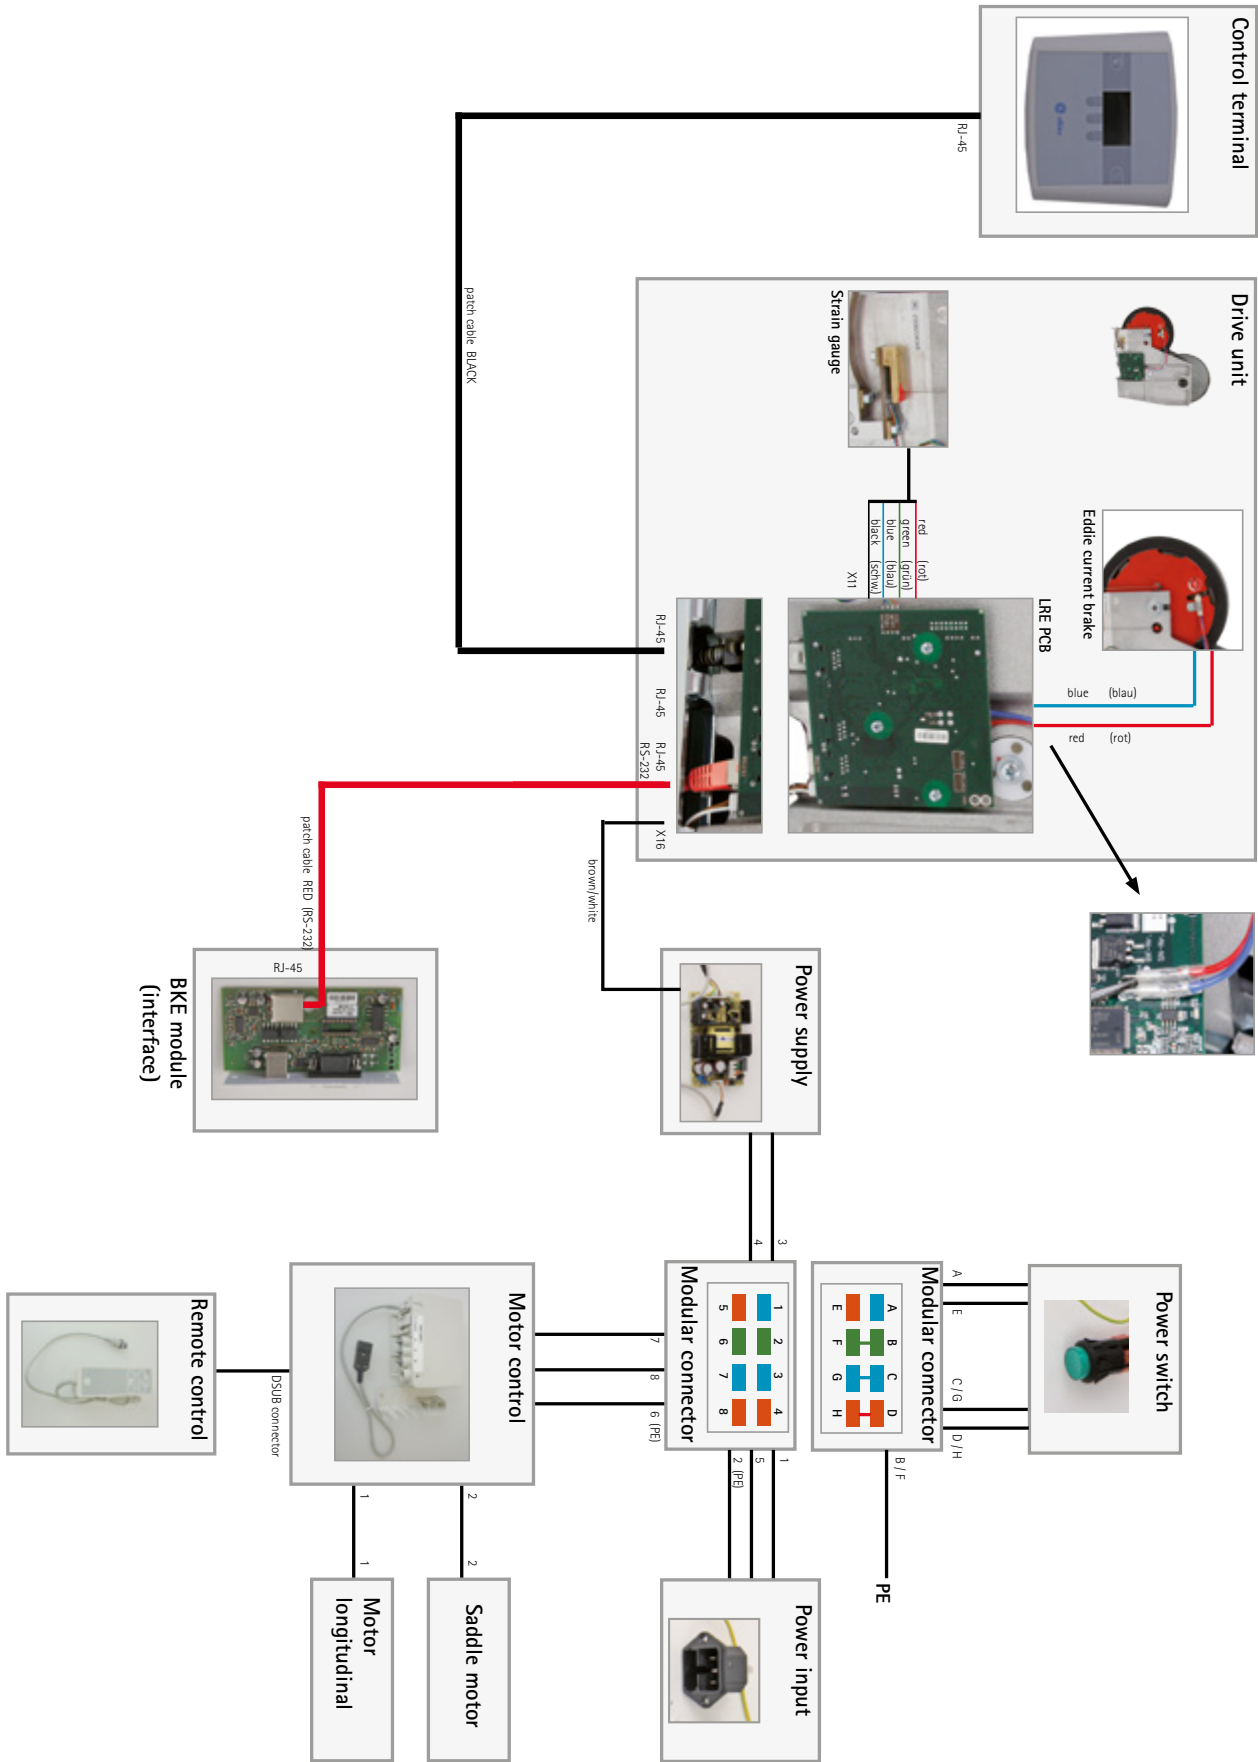 Control terminal
RJ-45
patch cable BLACK
Drive unit
Strain gauge
red (rot)
green (grün)
blue (blau)
black (schw.)
X11
Eddie current brake
LRE PCB
blue (blau)
red (rot)
RJ-45
RJ-45
RJ-45
RS-232
X16
brown/white
patch cable RED (RS-232)
RJ-45
BKE module
(interface)
Power supply
3
4
Power switch
A
E
C / G
D / H
Modular connector
A B C D
E F G H
B / F
PE
Modular connector
1 2 3 4
5 6 7 8
7
8
6 (PE)
1
5
2 (PE)
Power input
Motor control
DSUB connector
Remote control
2
2
1
1
Saddle motor
Motor
longitudinal